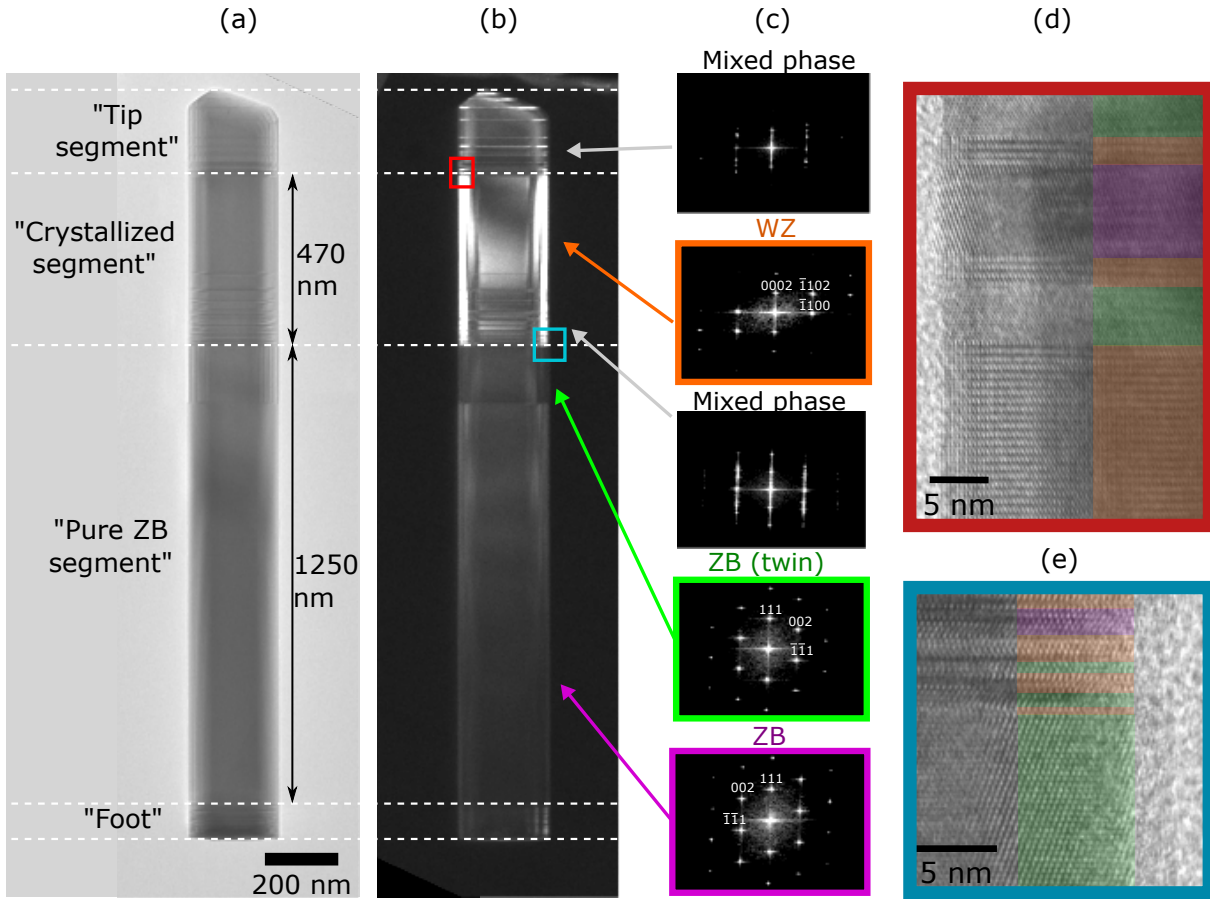 (a)
(b)
(c)
(d)
"Tip
segment"
"Crystallized
segment"
470
nm
"Pure ZB
segment"
1250
nm
"Foot"
200 nm
Mixed phase
WZ
0002
1̅102
1̅100
Mixed phase
ZB (twin)
111
002
1̅1̅1
ZB
002
111
1̅1̅1
5 nm
(e)
5 nm